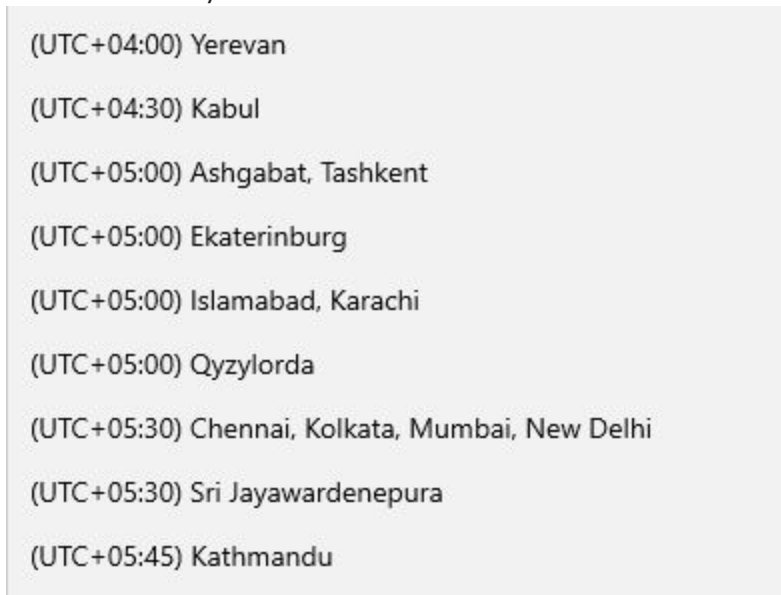 (UTC+04:00) Yerevan
(UTC+04:30) Kabul
(UTC+05:00) Ashgabat, Tashkent
(UTC+05:00) Ekaterinburg
(UTC+05:00) Islamabad, Karachi
(UTC+05:00) Qyzylorda
(UTC+05:30) Chennai, Kolkata, Mumbai, New Delhi
(UTC+05:30) Sri Jayawardenepura
(UTC+05:45) Kathmandu